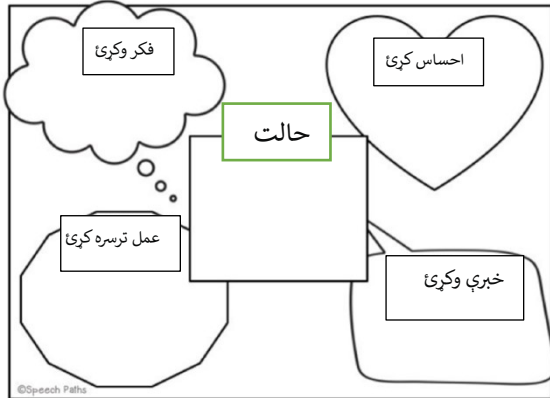 فکر وکړئ
احساس کړئ
حالت
عمل ترسره کړئ
خبرې وکړئ
©Speech Paths